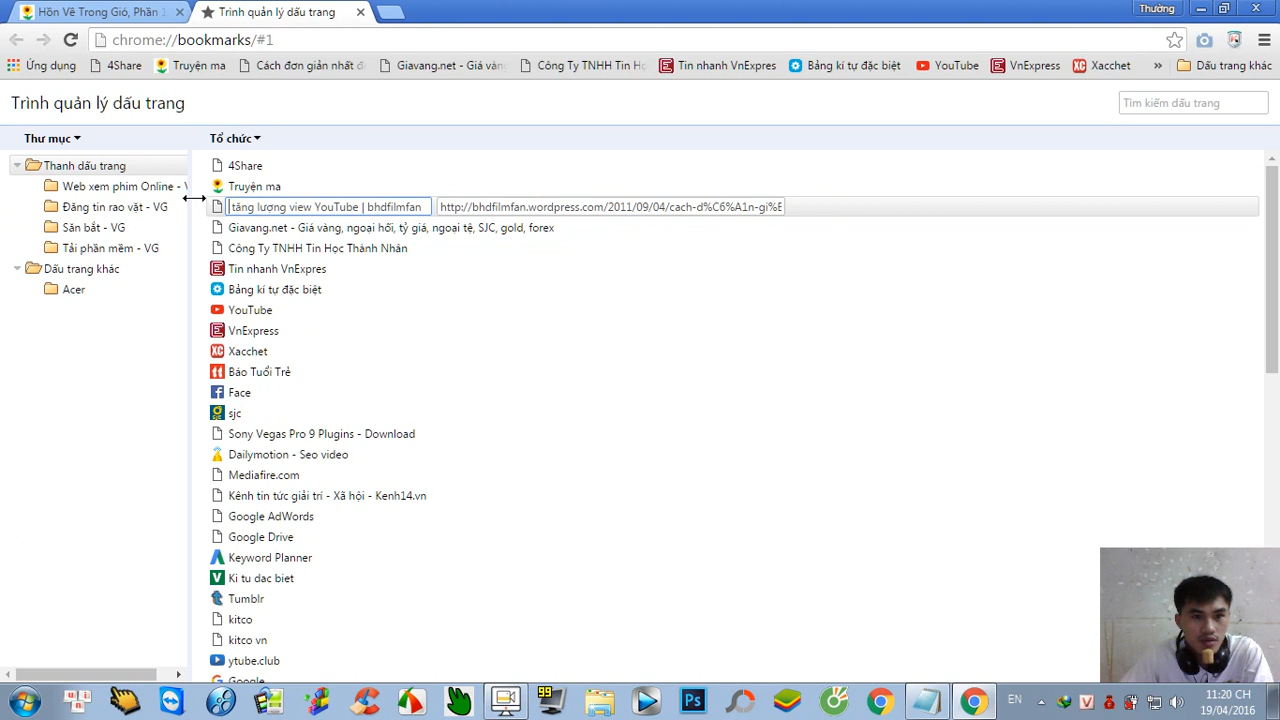 Hồn Về Trong Gió, Phần 1
Trình quản lý dấu trang
Thường
chrome://bookmarks/#1
Ứng dụng
4Share
Truyện ma
Cách đơn giản nhất đ
Giavang.net - Giá vàn
Công Ty TNHH Tin Họ
Tin nhanh VnExpres
Bảng kí tự đặc biệt
YouTube
VnExpress
Xacchet
»
Dấu trang khác
Trình quản lý dấu trang
Tìm kiếm dấu trang
Thư mục
Tổ chức
Thanh dấu trang
Web xem phim Online - V
Đăng tin rao vặt - VG
Săn bắt - VG
Tải phần mềm - VG
Dấu trang khác
Acer
4Share
Truyện ma
tăng lượng view YouTube | bhdfilmfan
http://bhdfilmfan.wordpress.com/2011/09/04/cach-d%C6%A1n-gi%E
Giavang.net - Giá vàng, ngoại hối, tỷ giá, ngoại tệ, SJC, gold, forex
Công Ty TNHH Tin Học Thành Nhân
Tin nhanh VnExpres
Bảng kí tự đặc biệt
YouTube
VnExpress
Xacchet
Báo Tuổi Trẻ
Face
sjc
Sony Vegas Pro 9 Plugins - Download
Dailymotion - Seo video
Mediafire.com
Kênh tin tức giải trí - Xã hội - Kenh14.vn
Google AdWords
Google Drive
Keyword Planner
Ki tu dac biet
Tumblr
kitco
kitco vn
ytube.club
Google
99
Ps
EN
V
11:20 CH
19/04/2016